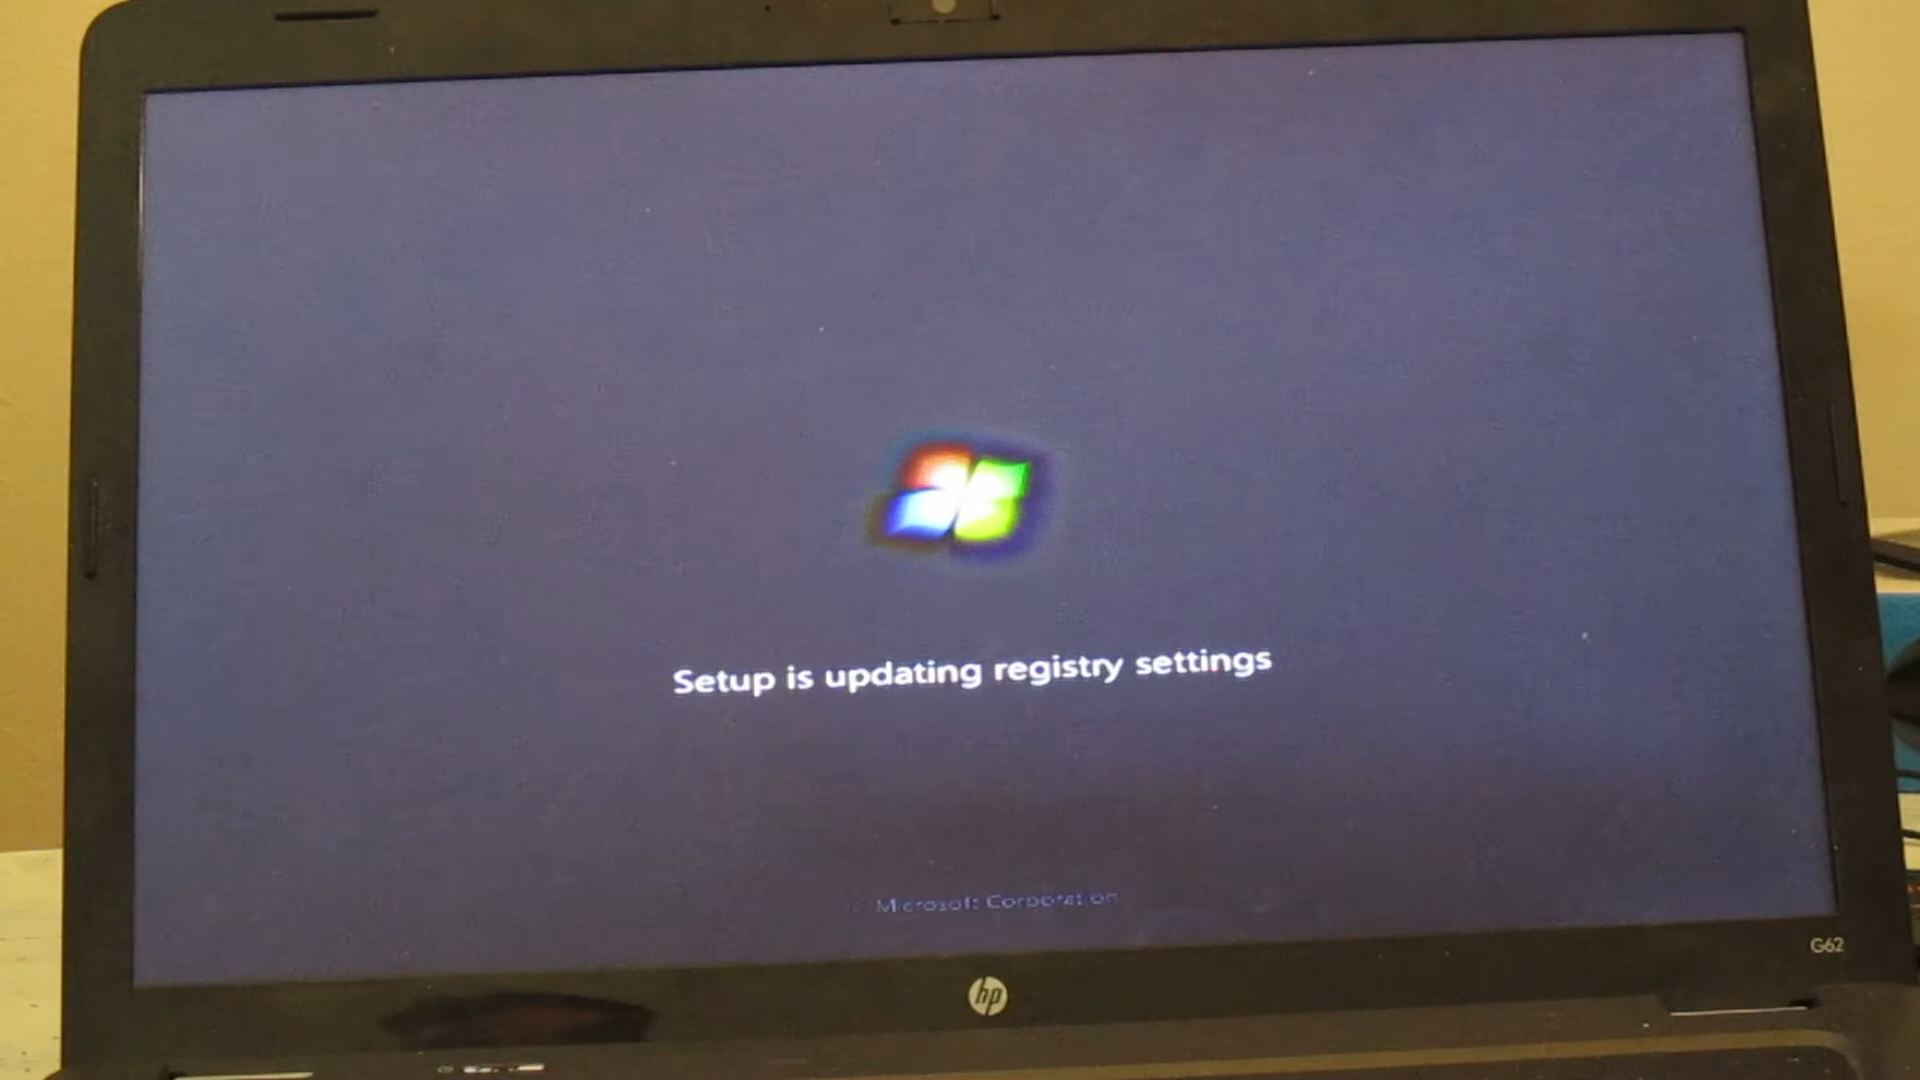 Setup is updating registry settings
Microsoft Corporation
G62
hp